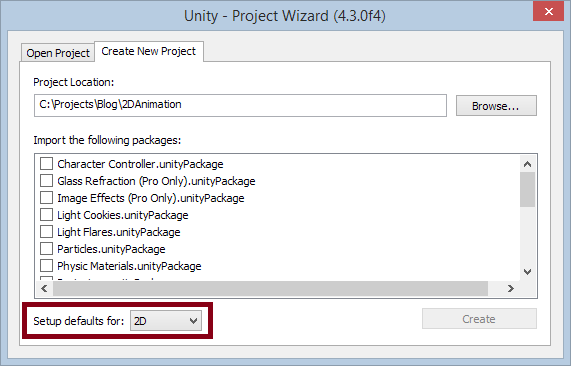 Unity - Project Wizard (4.3.0f4)
Open Project
Create New Project
Project Location:
C:\Projects\Blog\2DAnimation
Browse...
Import the following packages:
Character Controller.unityPackage
Glass Refraction (Pro Only).unityPackage
Image Effects (Pro Only).unityPackage
Light Cookies.unityPackage
Light Flares.unityPackage
Particles.unityPackage
Physic Materials.unityPackage
Setup defaults for: 2D
Create